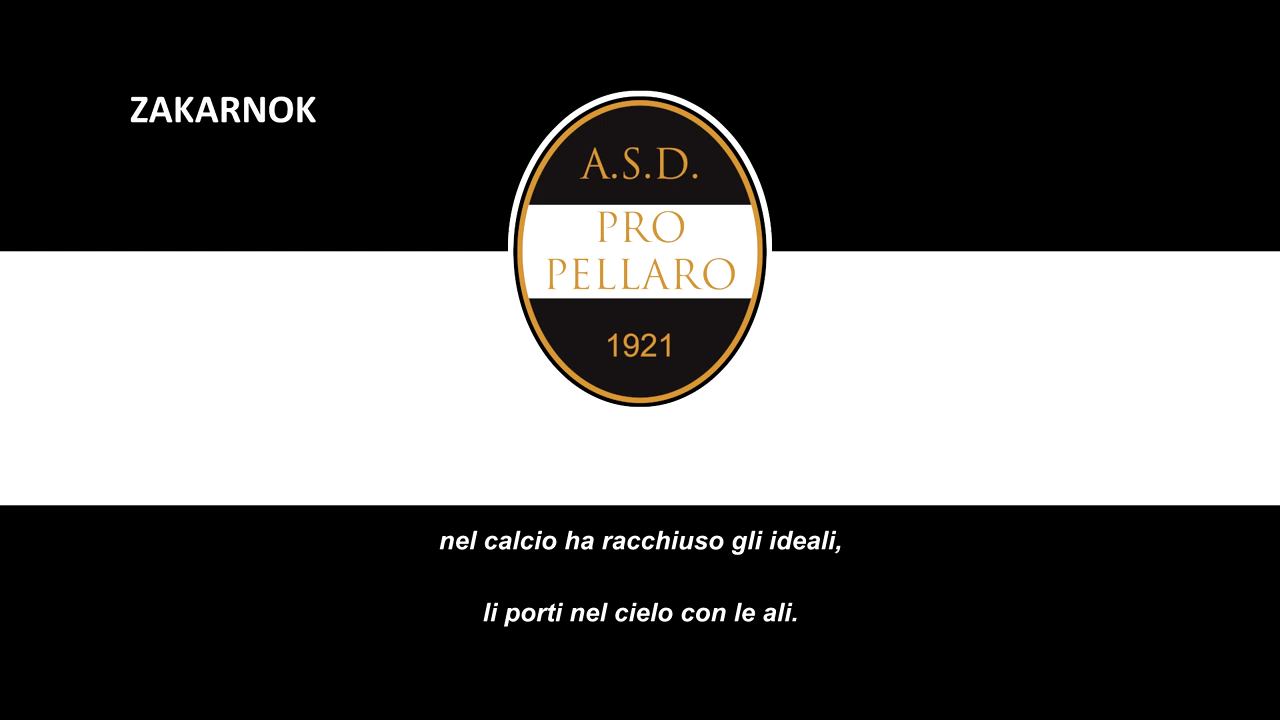 ZAKARNOK
A.S.D.
PRO
PELLARO
1921
nel calcio ha racchiuso gli ideali,
li porti nel cielo con le ali.